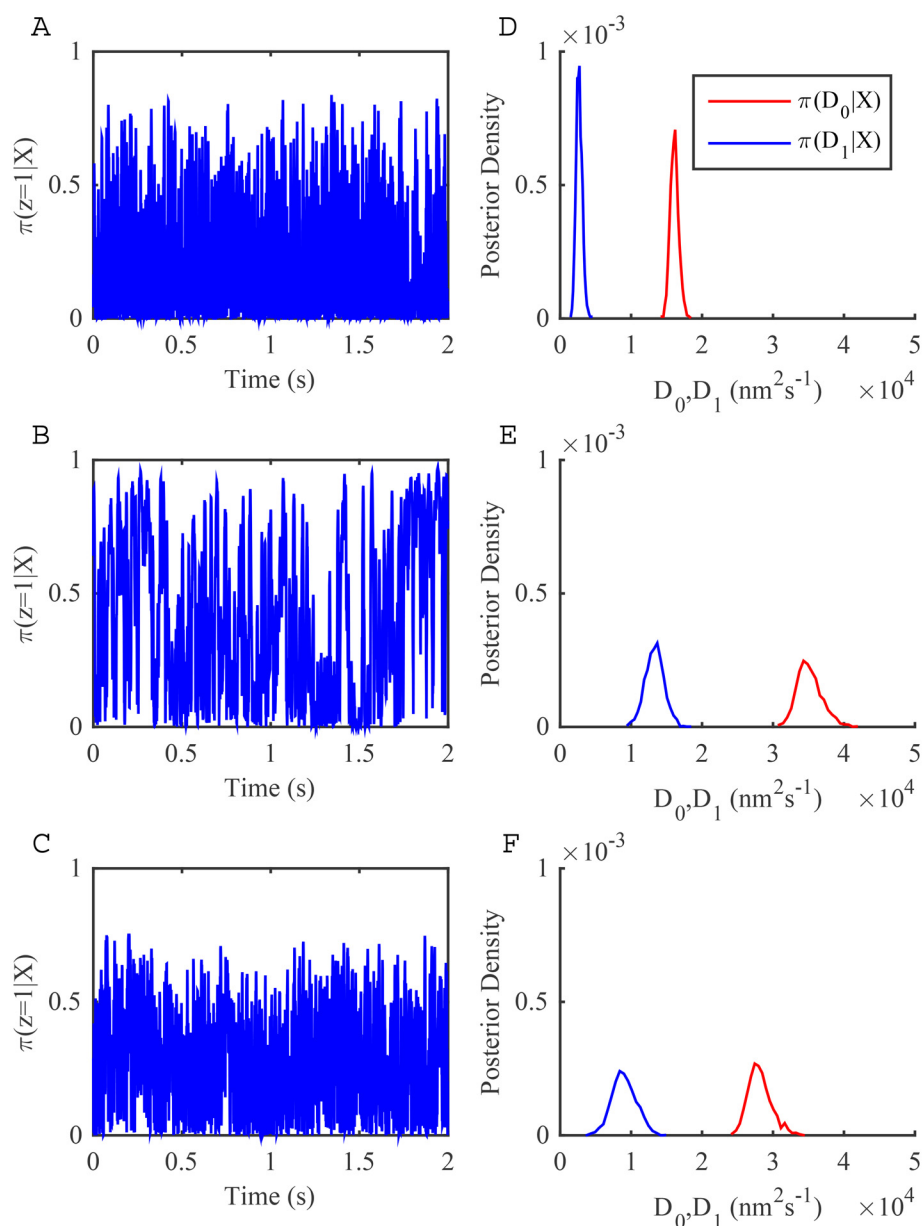 A
1
0.5
0
π(z=1|X)
0 0.5 1 1.5 2
Time (s)
D
×10⁻³
1
0.5
0
Posterior Density
π(D₀|X)
π(D₁|X)
0 1 2 3 4 5
D₀,D₁ (nm²s⁻¹) ×10⁴
B
1
0.5
0
π(z=1|X)
0 0.5 1 1.5 2
Time (s)
E
×10⁻³
1
0.5
0
Posterior Density
0 1 2 3 4 5
D₀,D₁ (nm²s⁻¹) ×10⁴
C
1
0.5
0
π(z=1|X)
0 0.5 1 1.5 2
Time (s)
F
×10⁻³
1
0.5
0
Posterior Density
0 1 2 3 4 5
D₀,D₁ (nm²s⁻¹) ×10⁴